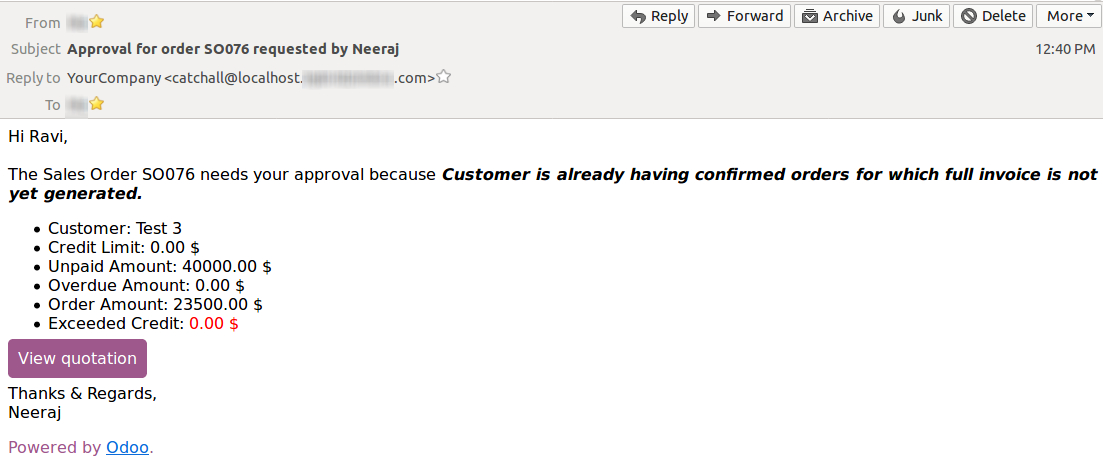 From
Reply Forward Archive Junk Delete More
Subject Approval for order SO076 requested by Neeraj 12:40 PM
Reply to YourCompany <catchall@localhost. .com>
To
Hi Ravi,
The Sales Order SO076 needs your approval because Customer is already having confirmed orders for which full invoice is not
yet generated.
• Customer: Test 3
• Credit Limit: 0.00 $
• Unpaid Amount: 40000.00 $
• Overdue Amount: 0.00 $
• Order Amount: 23500.00 $
• Exceeded Credit: 0.00 $
View quotation
Thanks & Regards,
Neeraj
Powered by Odoo.